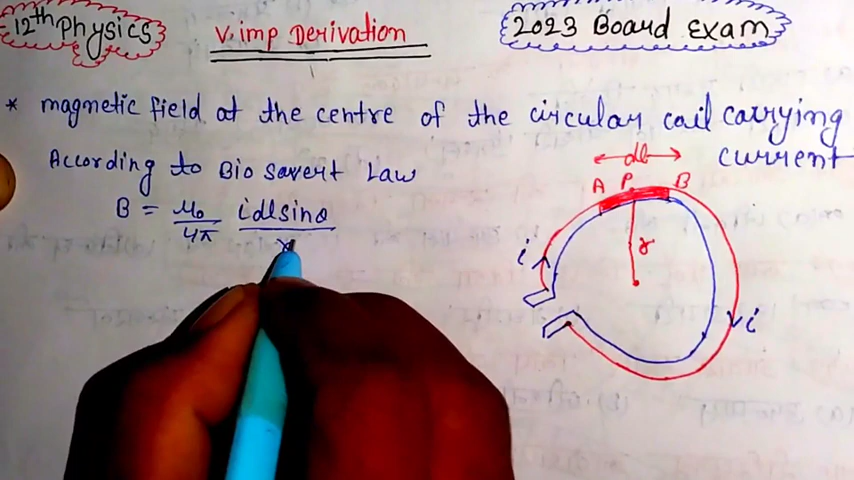 12th Physics
V.imp Derivation
2023 Board Exam
* magnetic field at the centre of the circular coil carrying
current
According to Bio savert Law
B = μ₀/4π idlsinθ/r
dl
A P B
i
r
i